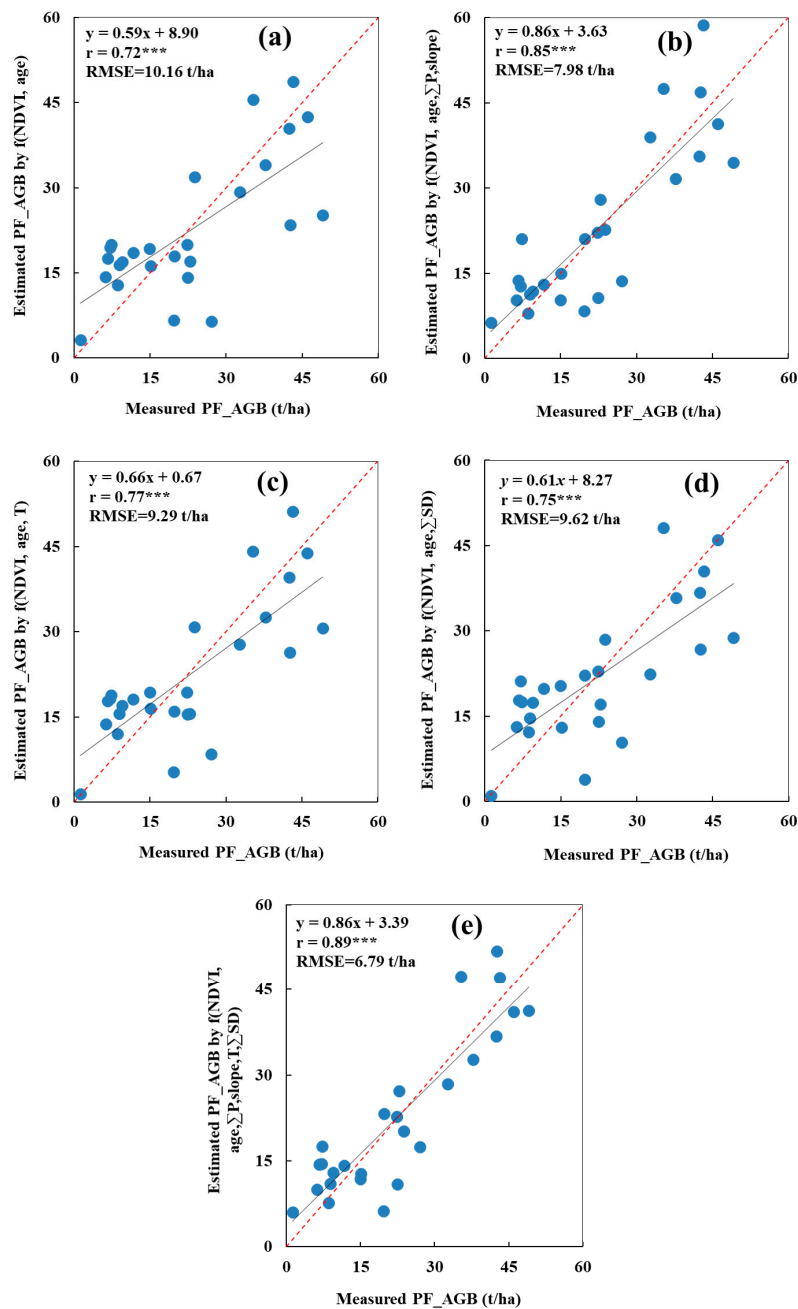 y = 0.59x + 8.90
r = 0.72***
RMSE=10.16 t/ha
(a)
Estimated PF_AGB by f(NDVI, age)
60
45
30
15
0
0 15 30 45 60
Measured PF_AGB (t/ha)
y = 0.86x + 3.63
r = 0.85***
RMSE=7.98 t/ha
(b)
Estimated PF_AGB by f(NDVI, age,∑P,slope)
60
45
30
15
0
0 15 30 45 60
Measured PF_AGB (t/ha)
y = 0.66x + 0.67
r = 0.77***
RMSE=9.29 t/ha
(c)
Estimated PF_AGB by f(NDVI, age, T)
60
45
30
15
0
0 15 30 45 60
Measured PF_AGB (t/ha)
y = 0.61x + 8.27
r = 0.75***
RMSE=9.62 t/ha
(d)
Estimated PF_AGB by f(NDVI, age,∑SD)
60
45
30
15
0
0 15 30 45 60
Measured PF_AGB (t/ha)
y = 0.86x + 3.39
r = 0.89***
RMSE=6.79 t/ha
(e)
Estimated PF_AGB by f(NDVI,
age,∑P,slope,T,∑SD)
60
45
30
15
0
0 15 30 45 60
Measured PF_AGB (t/ha)